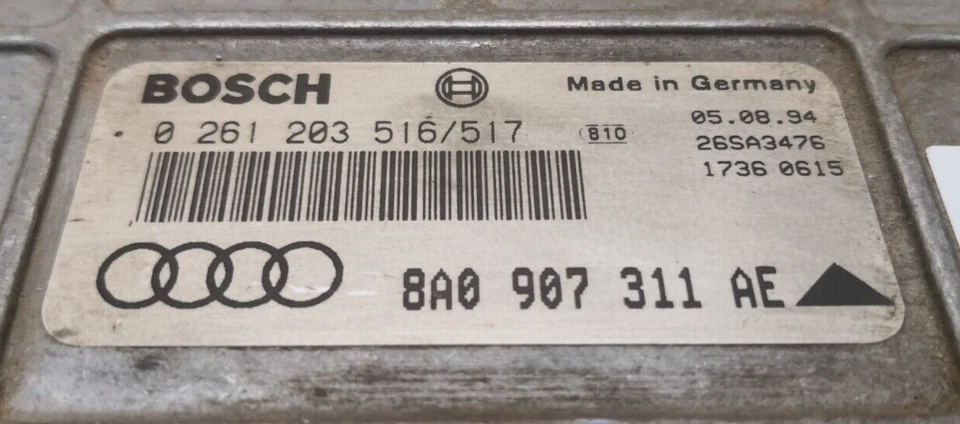 BOSCH
Made in Germany
0 261 203 516/517
810
05.08.94
26SA3476
1736 0615
8A0 907 311 AE